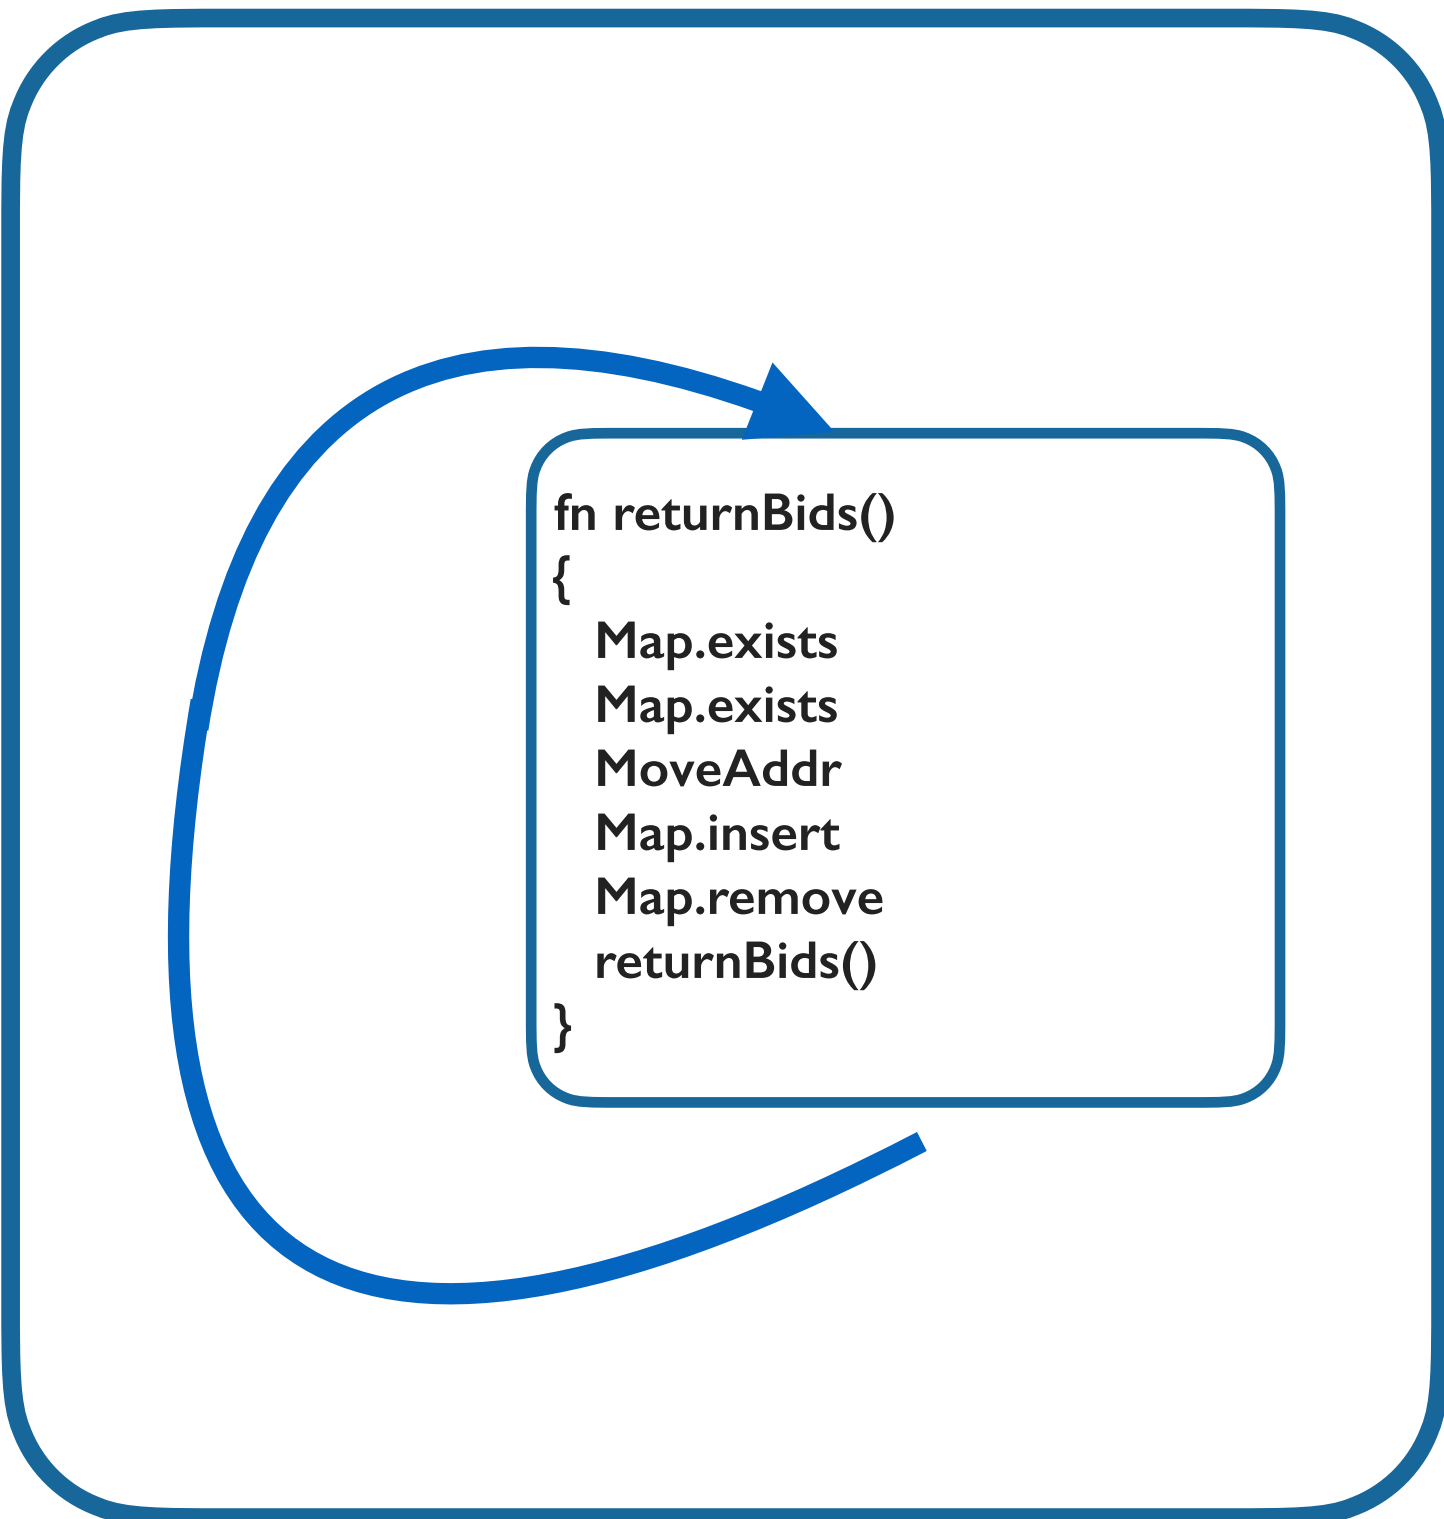 fn returnBids()
{
Map.exists
Map.exists
MoveAddr
Map.insert
Map.remove
returnBids()
}